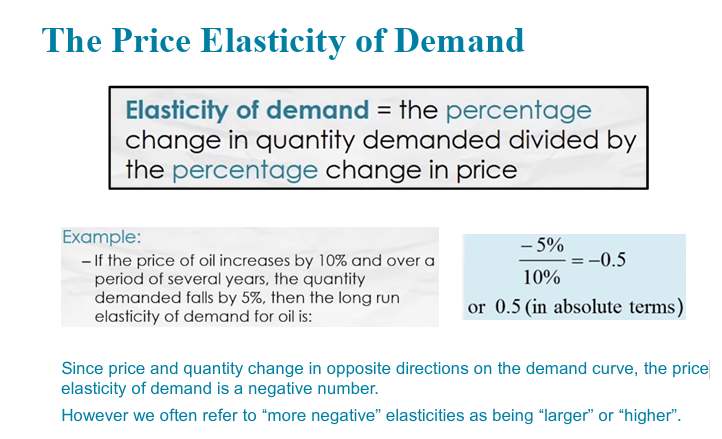 The Price Elasticity of Demand
Elasticity of demand = the percentage
change in quantity demanded divided by
the percentage change in price
Example:
– If the price of oil increases by 10% and over a
period of several years, the quantity
demanded falls by 5%, then the long run
elasticity of demand for oil is:
– 5%
10%
= –0.5
or 0.5 (in absolute terms)
Since price and quantity change in opposite directions on the demand curve, the price
elasticity of demand is a negative number.
However we often refer to “more negative” elasticities as being “larger” or “higher”.